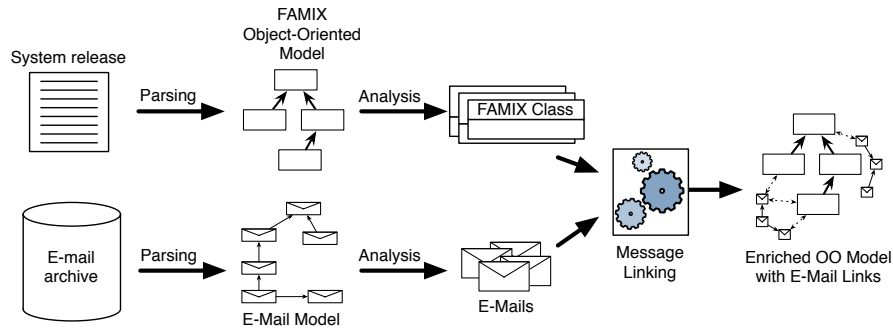 FAMIX
Object-Oriented
Model
System release
Parsing
Analysis
FAMIX Class
E-mail
archive
Parsing
E-Mail Model
Analysis
E-Mails
Message
Linking
Enriched OO Model
with E-Mail Links